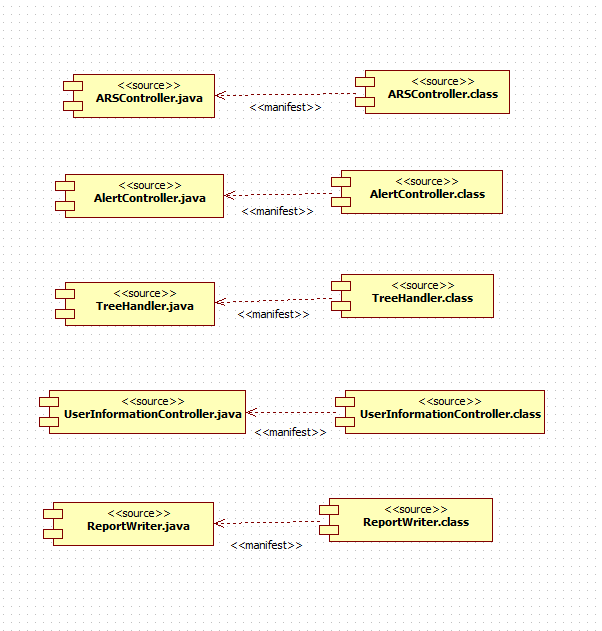 <<source>>
ARSController.java
<<manifest>>
<<source>>
ARSController.class
<<source>>
AlertController.java
<<manifest>>
<<source>>
AlertController.class
<<source>>
TreeHandler.java
<<manifest>>
<<source>>
TreeHandler.class
<<source>>
UserInformationController.java
<<manifest>>
<<source>>
UserInformationController.class
<<source>>
ReportWriter.java
<<manifest>>
<<source>>
ReportWriter.class